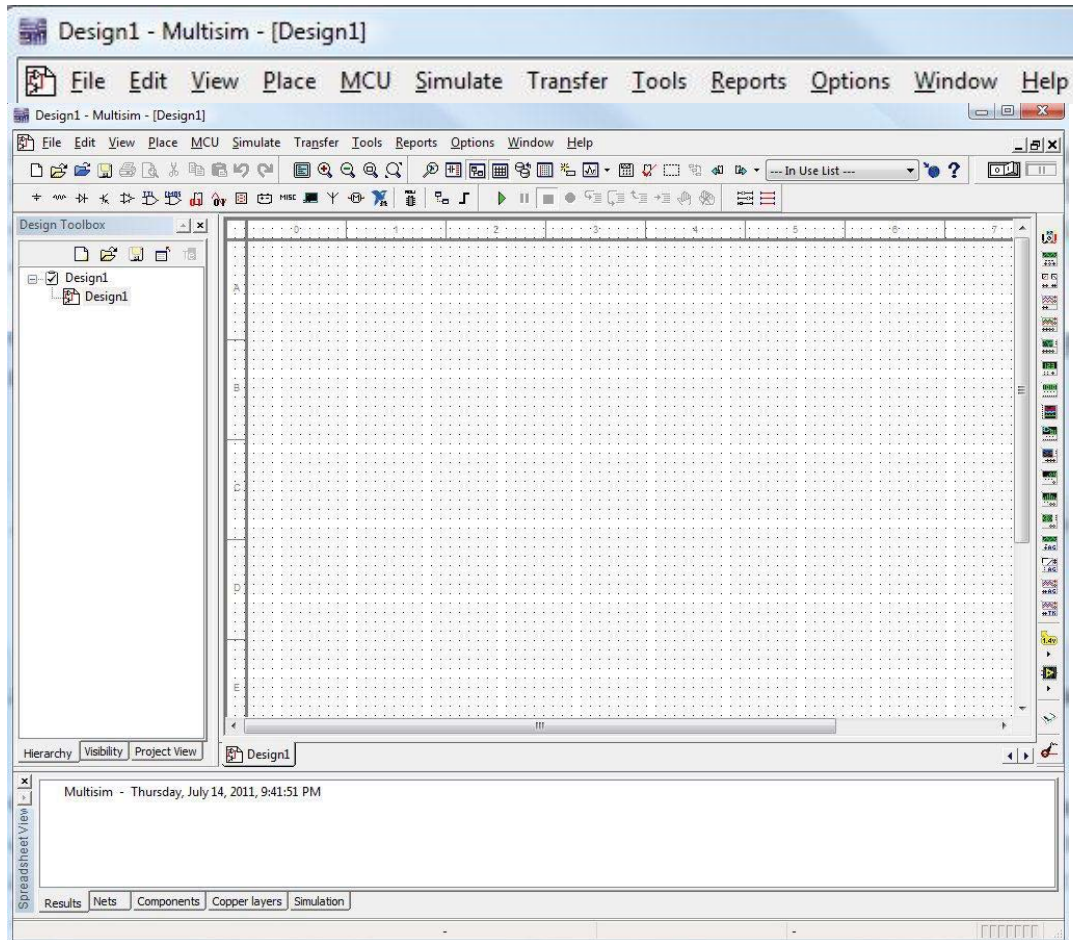 Design1 - Multisim - [Design1]
File Edit View Place MCU Simulate Transfer Tools Reports Options Window Help
Design1 - Multisim - [Design1]
File Edit View Place MCU Simulate Transfer Tools Reports Options Window Help
--- In Use List ---
MISC
Design Toolbox
0 1 2 3 4 5 6 7
Design1
Design1
A
B
C
D
E
1.4v
Hierarchy Visibility Project View
Design1
Multisim - Thursday, July 14, 2011, 9:41:51 PM
Spreadsheet View
Results Nets Components Copper layers Simulation